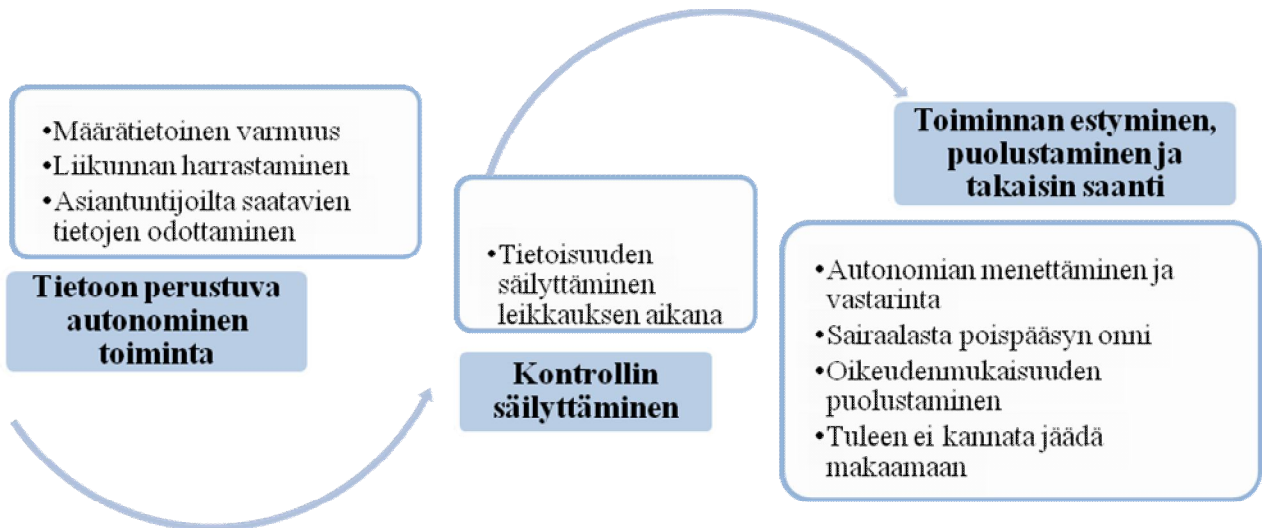 •Määrätietoinen varmuus
•Liikunnan harrastaminen
•Asiantuntijoilta saatavien
tietojen odottaminen
Tietoon perustuva
autonominen
toiminta
•Tietoisuuden
säilyttäminen
leikkauksen aikana
Kontrollin
säilyttäminen
Toiminnan estyminen,
puolustaminen ja
takaisin saanti
•Autonomian menettäminen ja
vastarinta
•Sairaalasta poispääsyn onni
•Oikeudenmukaisuuden
puolustaminen
•Tuleen ei kannata jäädä
makaamaan